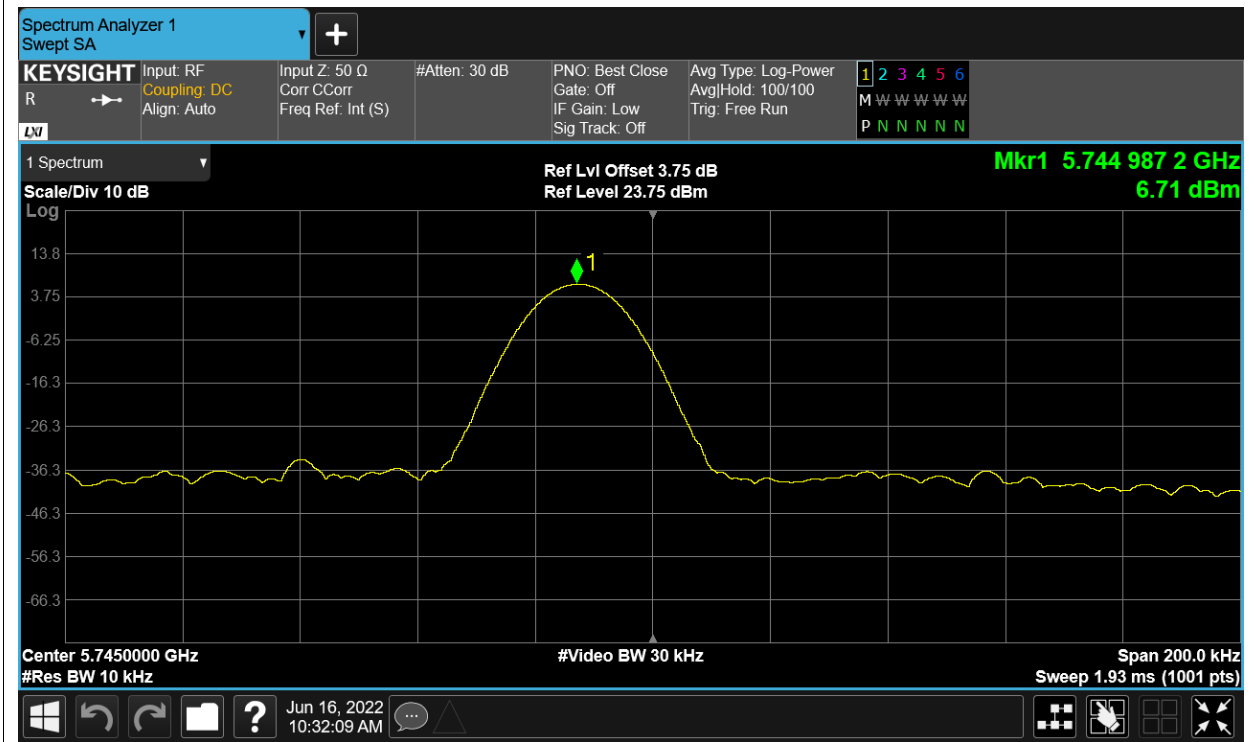 Spectrum Analyzer 1
Swept SA
KEYSIGHT
R
LXI
Input: RF
Coupling: DC
Align: Auto
Input Z: 50 Ω
Corr CCorr
Freq Ref: Int (S)
#Atten: 30 dB
PNO: Best Close
Gate: Off
IF Gain: Low
Sig Track: Off
Avg Type: Log-Power
Avg|Hold: 100/100
Trig: Free Run
1 2 3 4 5 6
M W W W W W
P N N N N N
1 Spectrum
Scale/Div 10 dB
Log
Ref Lvl Offset 3.75 dB
Ref Level 23.75 dBm
Mkr1 5.744 987 2 GHz
6.71 dBm
13.8
3.75
-6.25
-16.3
-26.3
-36.3
-46.3
-56.3
-66.3
1
Center 5.7450000 GHz
#Res BW 10 kHz
#Video BW 30 kHz
Span 200.0 kHz
Sweep 1.93 ms (1001 pts)
?
Jun 16, 2022
10:32:09 AM